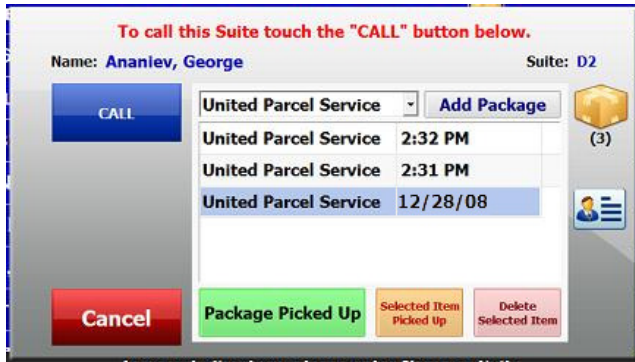 To call this Suite touch the "CALL" button below.
Name: Ananiev, George Suite: D2
CALL
United Parcel Service Add Package
United Parcel Service 2:32 PM
(3)
United Parcel Service 2:31 PM
United Parcel Service 12/28/08
Cancel
Package Picked Up
Selected Item
Picked Up
Delete
Selected Item